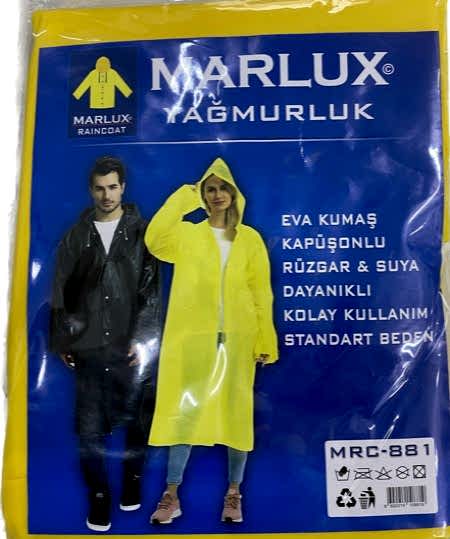 MARLUX©
YAĞMURLUK
MARLUX©
RAINCOAT
EVA KUMAŞ
KAPÜŞONLU
RÜZGAR & SUYA
DAYANIKLI
KOLAY KULLANIM
STANDART BEDEN
MRC-881